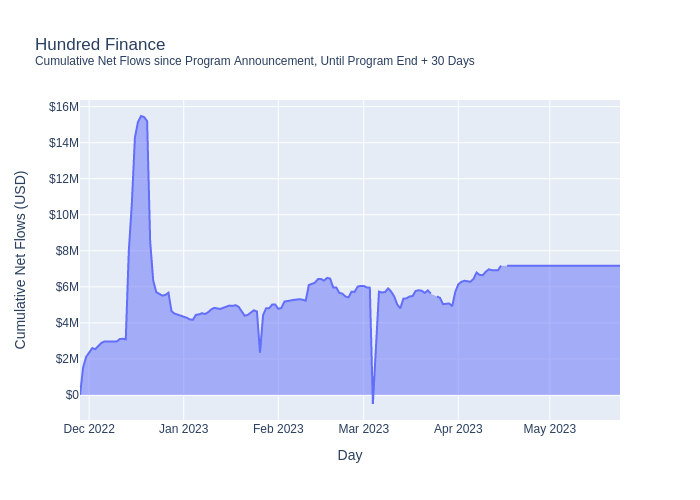 Hundred Finance
Cumulative Net Flows since Program Announcement, Until Program End + 30 Days
Cumulative Net Flows (USD)
$16M
$14M
$12M
$10M
$8M
$6M
$4M
$2M
$0
Dec 2022 Jan 2023 Feb 2023 Mar 2023 Apr 2023 May 2023
Day